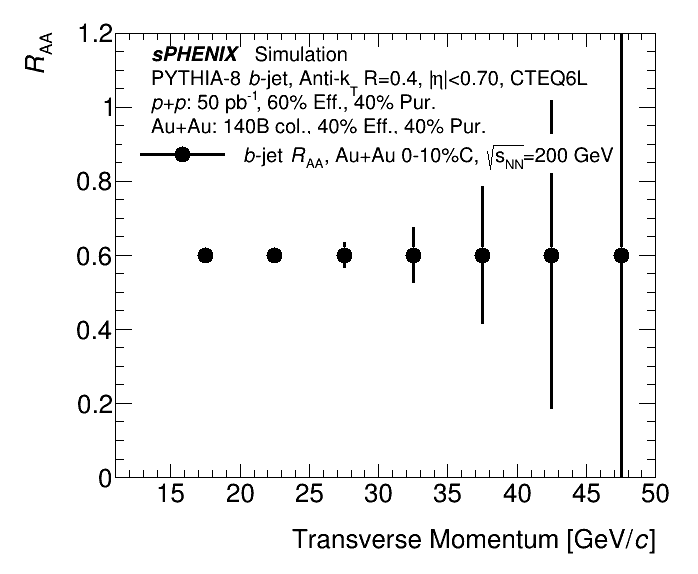 R_AA
1.2
1
0.8
0.6
0.4
0.2
0
sPHENIX Simulation
PYTHIA-8 b-jet, Anti-k_T R=0.4, |η|<0.70, CTEQ6L
p+p: 50 pb⁻¹, 60% Eff., 40% Pur.
Au+Au: 140B col., 40% Eff., 40% Pur.
b-jet R_AA, Au+Au 0-10%C, √s_NN=200 GeV
15 20 25 30 35 40 45 50
Transverse Momentum [GeV/c]